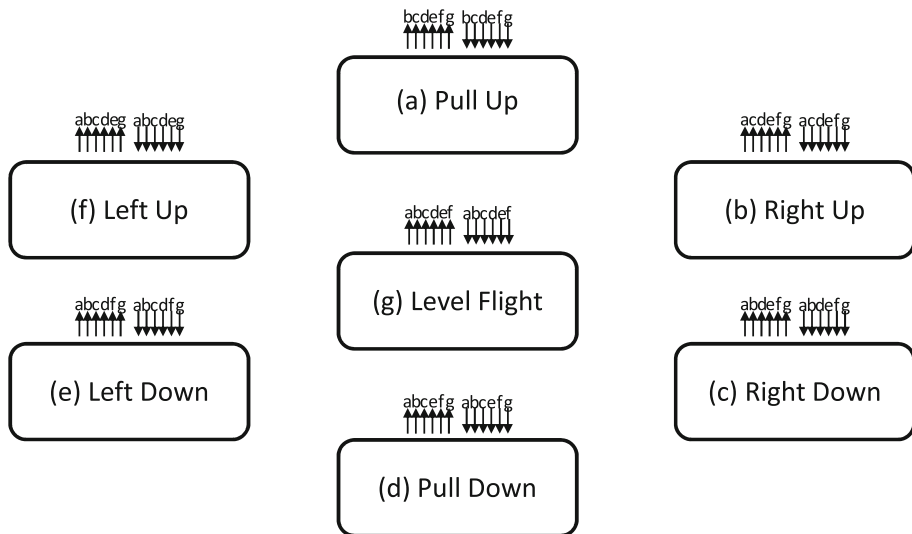 bcdefg bcdefg
(a) Pull Up
abcdeg abcdeg
(f) Left Up
acdefg acdefg
(b) Right Up
abcdef abcdef
(g) Level Flight
abcdfg abcdfg
(e) Left Down
abdefg abdefg
(c) Right Down
abcefg abcefg
(d) Pull Down